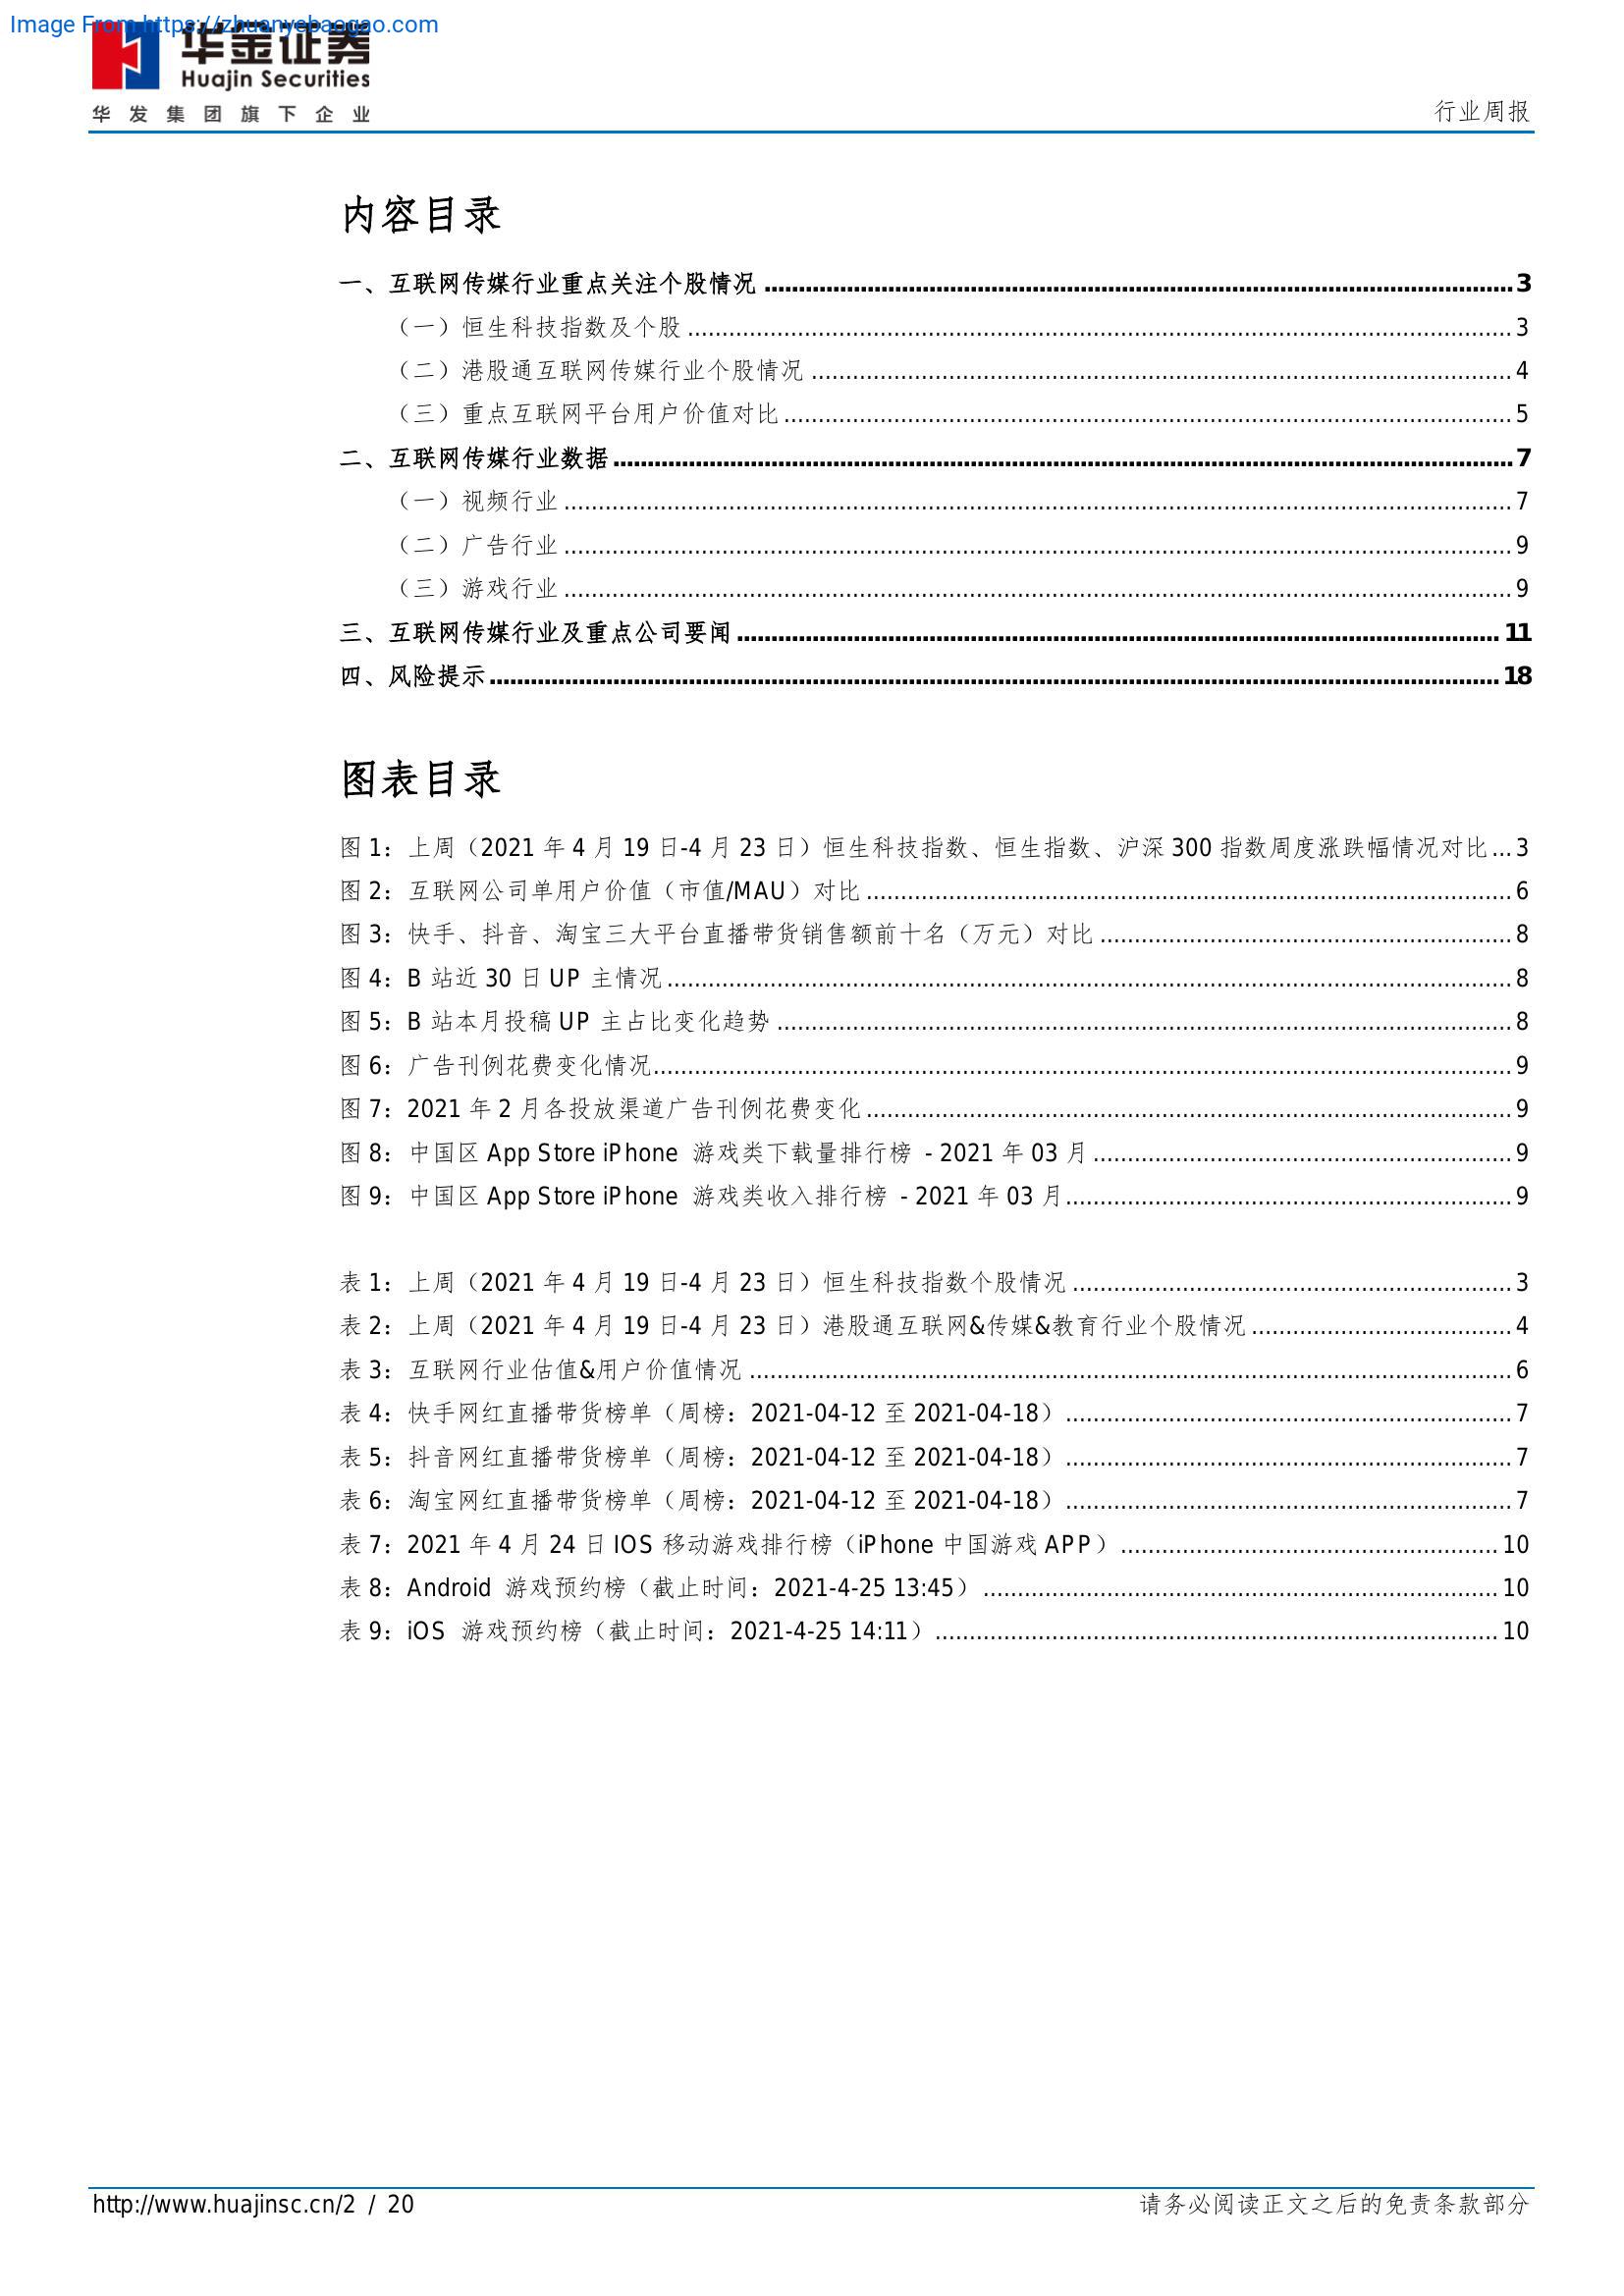 Image From https://zhuanyebaogao.com
华金证券
Huajin Securities
华发集团旗下企业
行业周报
内容目录
一、互联网传媒行业重点关注个股情况 3
（一）恒生科技指数及个股 3
（二）港股通互联网传媒行业个股情况 4
（三）重点互联网平台用户价值对比 5
二、互联网传媒行业数据 7
（一）视频行业 7
（二）广告行业 9
（三）游戏行业 9
三、互联网传媒行业及重点公司要闻 11
四、风险提示 18
图表目录
图 1：上周（2021 年 4 月 19 日-4 月 23 日）恒生科技指数、恒生指数、沪深 300 指数周度涨跌幅情况对比 3
图 2：互联网公司单用户价值（市值/MAU）对比 6
图 3：快手、抖音、淘宝三大平台直播带货销售额前十名（万元）对比 8
图 4：B 站近 30 日 UP 主情况 8
图 5：B 站本月投稿 UP 主占比变化趋势 8
图 6：广告刊例花费变化情况 9
图 7：2021 年 2 月各投放渠道广告刊例花费变化 9
图 8：中国区 App Store iPhone 游戏类下载量排行榜 - 2021 年 03 月 9
图 9：中国区 App Store iPhone 游戏类收入排行榜 - 2021 年 03 月 9
表 1：上周（2021 年 4 月 19 日-4 月 23 日）恒生科技指数个股情况 3
表 2：上周（2021 年 4 月 19 日-4 月 23 日）港股通互联网&传媒&教育行业个股情况 4
表 3：互联网行业估值&用户价值情况 6
表 4：快手网红直播带货榜单（周榜：2021-04-12 至 2021-04-18） 7
表 5：抖音网红直播带货榜单（周榜：2021-04-12 至 2021-04-18） 7
表 6：淘宝网红直播带货榜单（周榜：2021-04-12 至 2021-04-18） 7
表 7：2021 年 4 月 24 日 IOS 移动游戏排行榜（iPhone 中国游戏 APP） 10
表 8：Android 游戏预约榜（截止时间：2021-4-25 13:45） 10
表 9：iOS 游戏预约榜（截止时间：2021-4-25 14:11） 10
http://www.huajinsc.cn/2 / 20
请务必阅读正文之后的免责条款部分